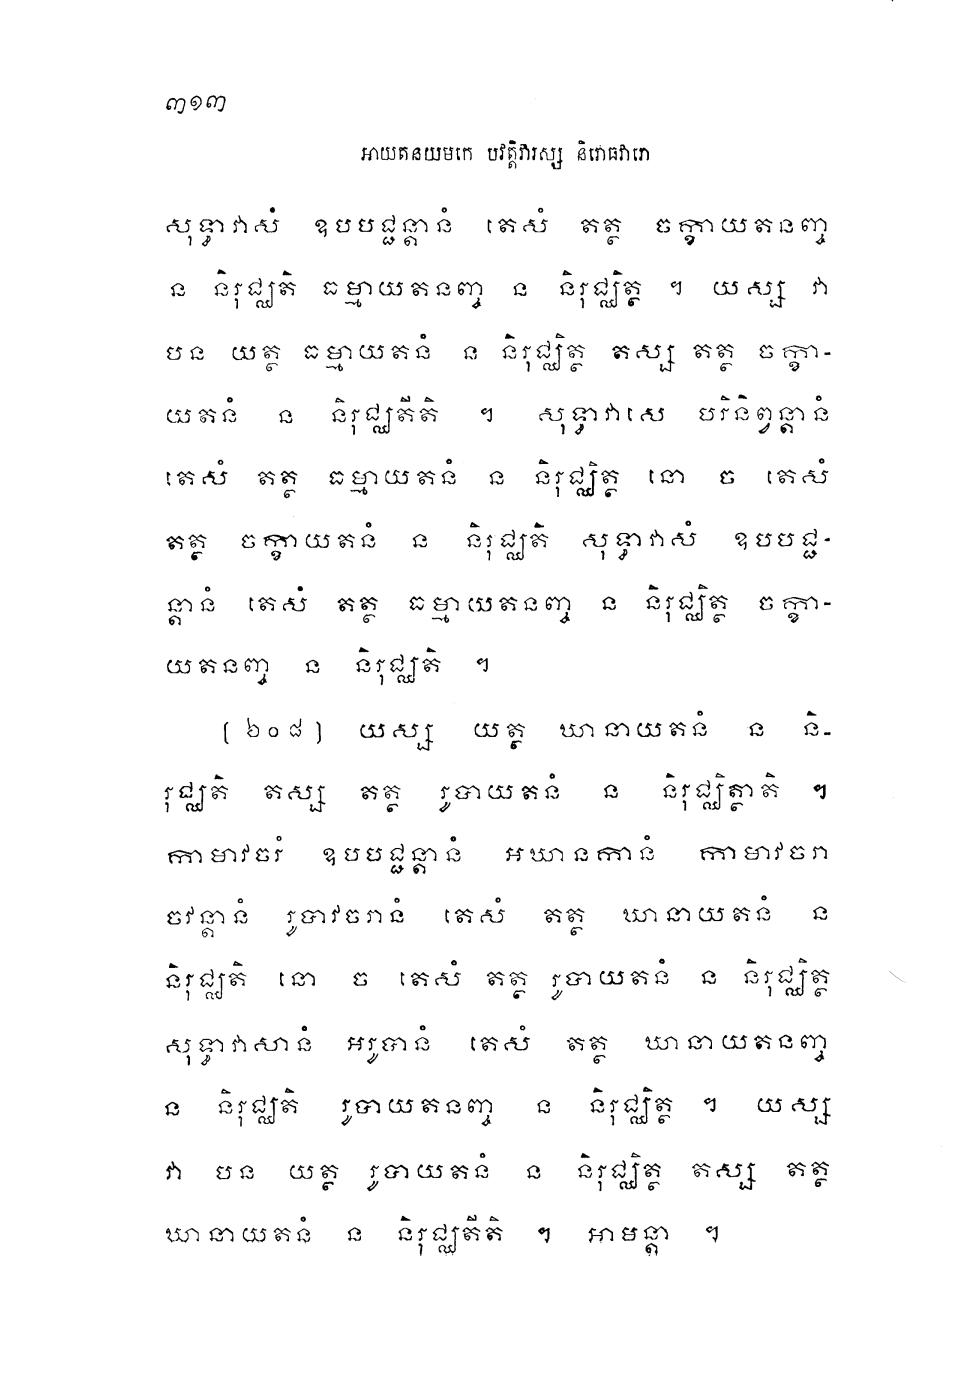 ៣១៣
អាយតនយមកេ បវត្តិវារស្ស និរោធវារោ
សុទ្ធាវាសំ ឧបបជ្ជន្តានំ តេសំ តត្ថ ចក្ខាយតនញ្ច
ន និរុជ្ឈតិ ធម្មាយតនញ្ច ន និរុជ្ឈិត្ថ ។ យស្ស វា
បន យត្ថ ធម្មាយតនំ ន និរុជ្ឈិត្ថ តស្ស តត្ថ ចក្ខា-
យតនំ ន និរុជ្ឈតីតិ ។ សុទ្ធាវាសេ បរិនិព្វន្តានំ
តេសំ តត្ថ ធម្មាយតនំ ន និរុជ្ឈិត្ថ នោ ច តេសំ
តត្ថ ចក្ខាយតនំ ន និរុជ្ឈតិ សុទ្ធាវាសំ ឧបបជ្ជ-
ន្តានំ តេសំ តត្ថ ធម្មាយតនញ្ច ន និរុជ្ឈិត្ថ ចក្ខា-
យតនញ្ច ន និរុជ្ឈតិ ។
[៦០៨] យស្ស យត្ថ ឃានាយតនំ ន និ-
រុជ្ឈតិ តស្ស តត្ថ រូបាយតនំ ន និរុជ្ឈិត្ថាតិ ។
កាមាវចរំ ឧបបជ្ជន្តានំ អឃានកានំ កាមាវចរា
ចវន្តានំ រូបាវចរានំ តេសំ តត្ថ ឃានាយតនំ ន
និរុជ្ឈតិ នោ ច តេសំ តត្ថ រូបាយតនំ ន និរុជ្ឈិត្ថ
សុទ្ធាវាសានំ អរូបានំ តេសំ តត្ថ ឃានាយតនញ្ច
ន និរុជ្ឈតិ រូបាយតនញ្ច ន និរុជ្ឈិត្ថ ។ យស្ស
វា បន យត្ថ រូបាយតនំ ន និរុជ្ឈិត្ថ តស្ស តត្ថ
ឃានាយតនំ ន និរុជ្ឈតីតិ ។ អាមន្តា ។